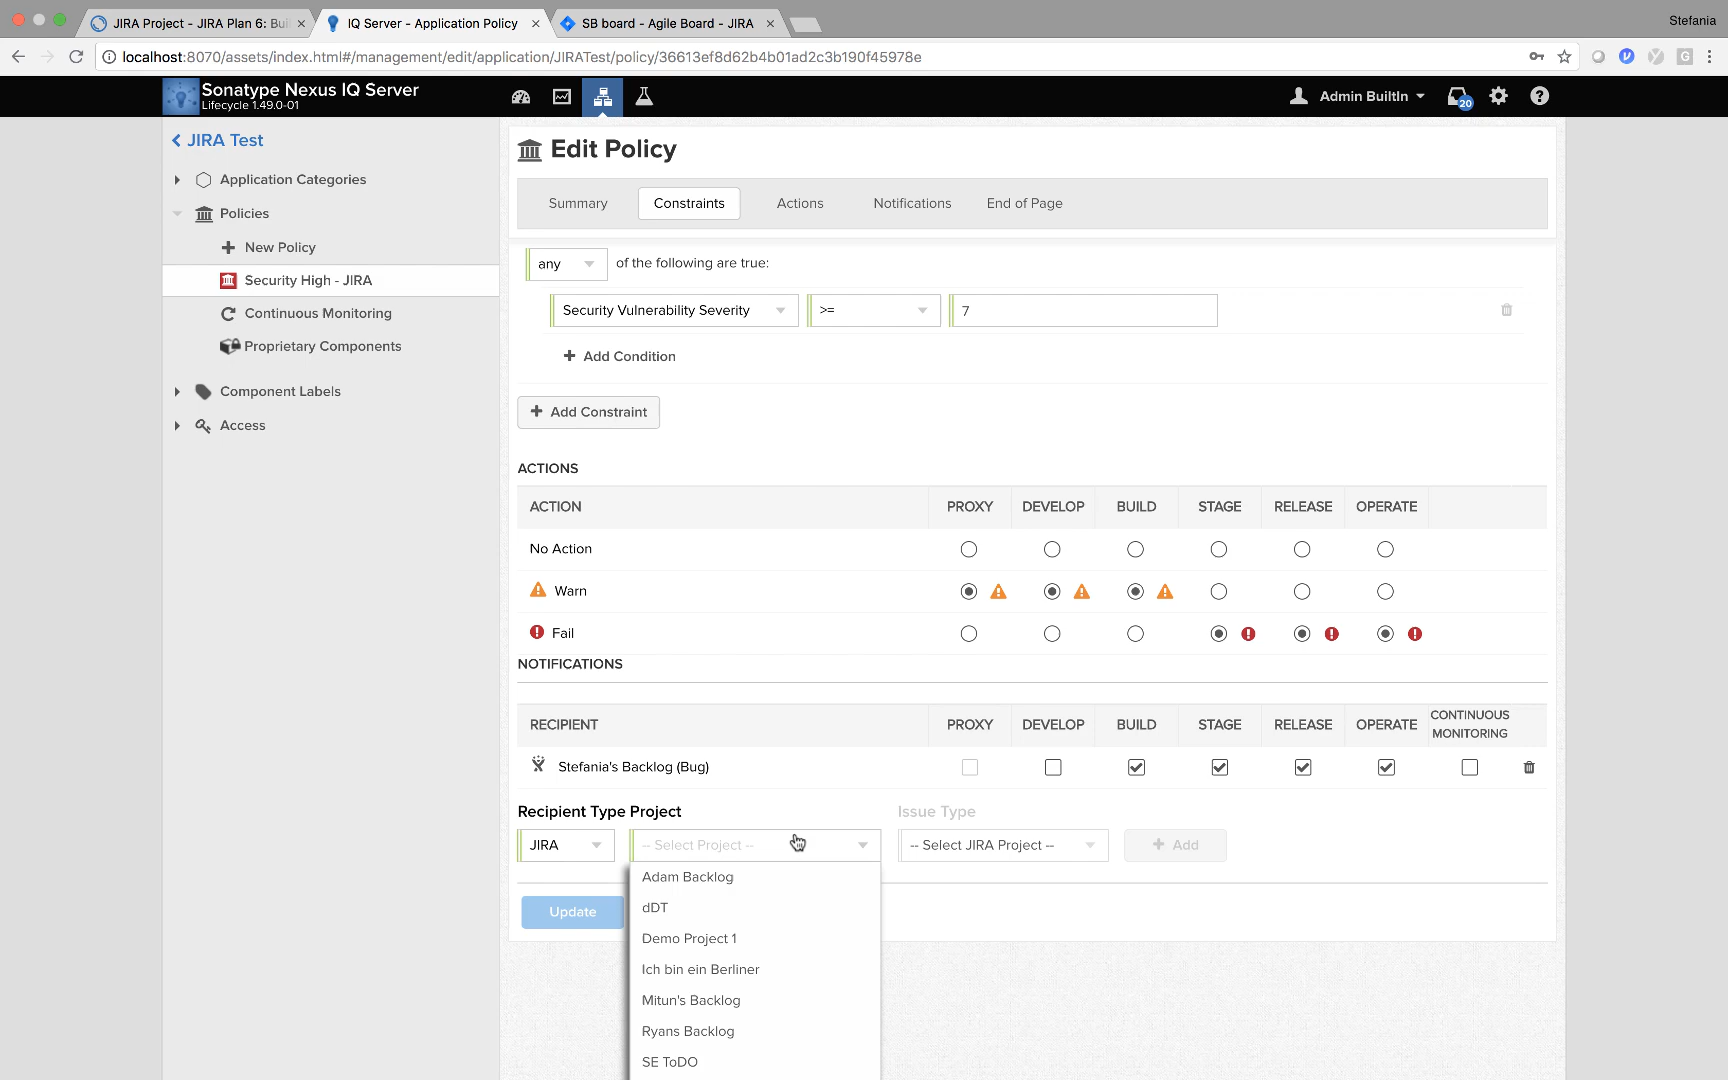 JIRA Project - JIRA Plan 6: Bui
IQ Server - Application Policy
SB board - Agile Board - JIRA
Stefania
localhost:8070/assets/index.html#/management/edit/application/JIRATest/policy/36613ef8d62b4b01ad2c3b190f45978e
Sonatype Nexus IQ Server
Lifecycle 1.49.0-01
Admin BuiltIn
20
JIRA Test
Application Categories
Policies
New Policy
Security High - JIRA
Continuous Monitoring
Proprietary Components
Component Labels
Access
Edit Policy
Summary Constraints Actions Notifications End of Page
any of the following are true:
Security Vulnerability Severity >= 7
+ Add Condition
+ Add Constraint
ACTIONS
ACTION PROXY DEVELOP BUILD STAGE RELEASE OPERATE
No Action
Warn
Fail
NOTIFICATIONS
RECIPIENT PROXY DEVELOP BUILD STAGE RELEASE OPERATE CONTINUOUS MONITORING
Stefania's Backlog (Bug)
Recipient Type Project Issue Type
JIRA -- Select Project -- -- Select JIRA Project -- + Add
Adam Backlog
Update
dDT
Demo Project 1
Ich bin ein Berliner
Mitun's Backlog
Ryans Backlog
SE ToDO